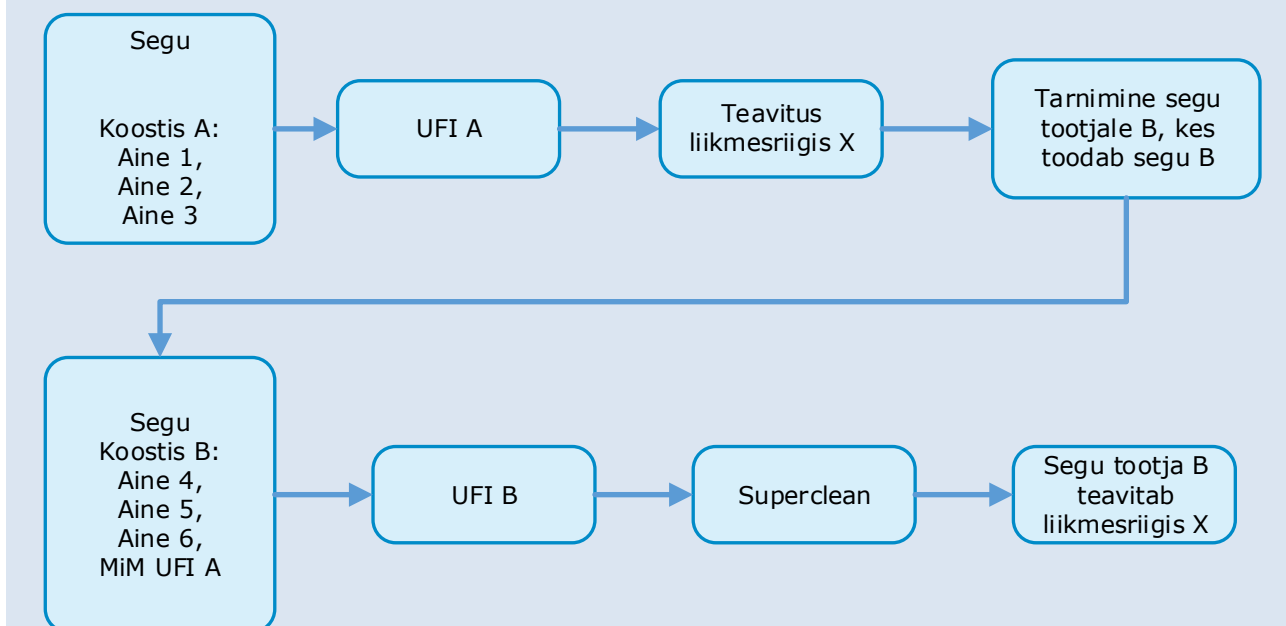 Segu
Koostis A:
Aine 1,
Aine 2,
Aine 3
UFI A
Teavitus
liikmesriigis X
Tarnimine segu
tootjale B, kes
toodab segu B
Segu
Koostis B:
Aine 4,
Aine 5,
Aine 6,
MiM UFI A
UFI B
Superclean
Segu tootja B
teavitab
liikmesriigis X